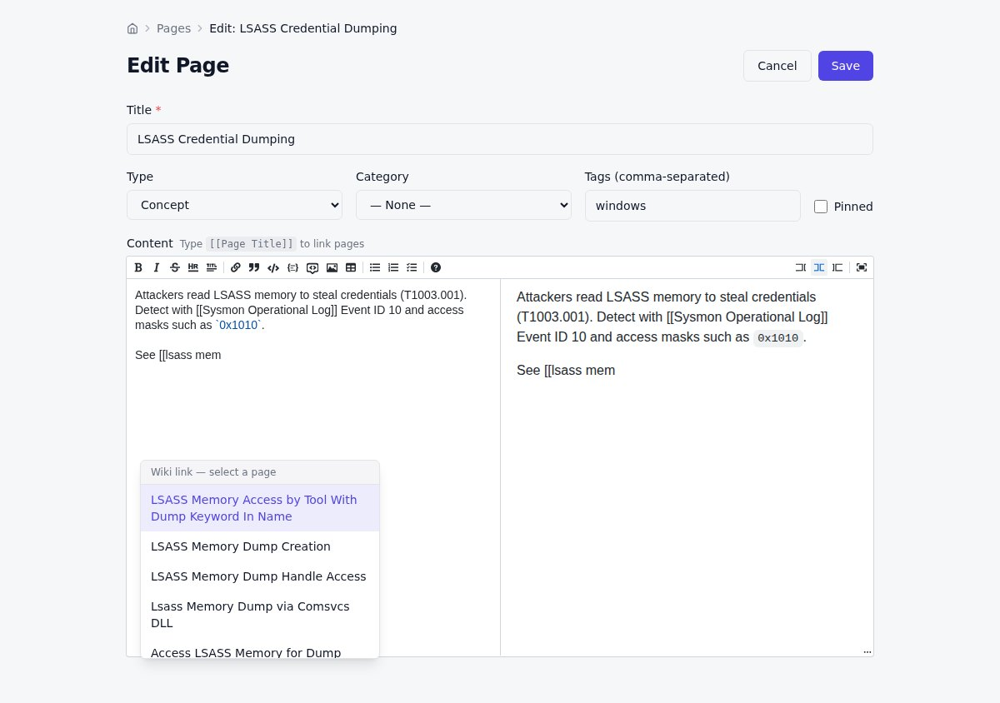 Pages
Edit: LSASS Credential Dumping
Edit Page
Cancel
Save
Title *
LSASS Credential Dumping
Type
Category
Tags (comma-separated)
Concept
— None —
windows
Pinned
Content Type [[Page Title]] to link pages
Attackers read LSASS memory to steal credentials (T1003.001).
Detect with [[Sysmon Operational Log]] Event ID 10 and access
masks such as `0x1010`.
See [[lsass mem
Attackers read LSASS memory to steal credentials
(T1003.001). Detect with [[Sysmon Operational Log]]
Event ID 10 and access masks such as 0x1010.
See [[lsass mem
Wiki link — select a page
LSASS Memory Access by Tool With
Dump Keyword In Name
LSASS Memory Dump Creation
LSASS Memory Dump Handle Access
Lsass Memory Dump via Comsvcs
DLL
Access LSASS Memory for Dump